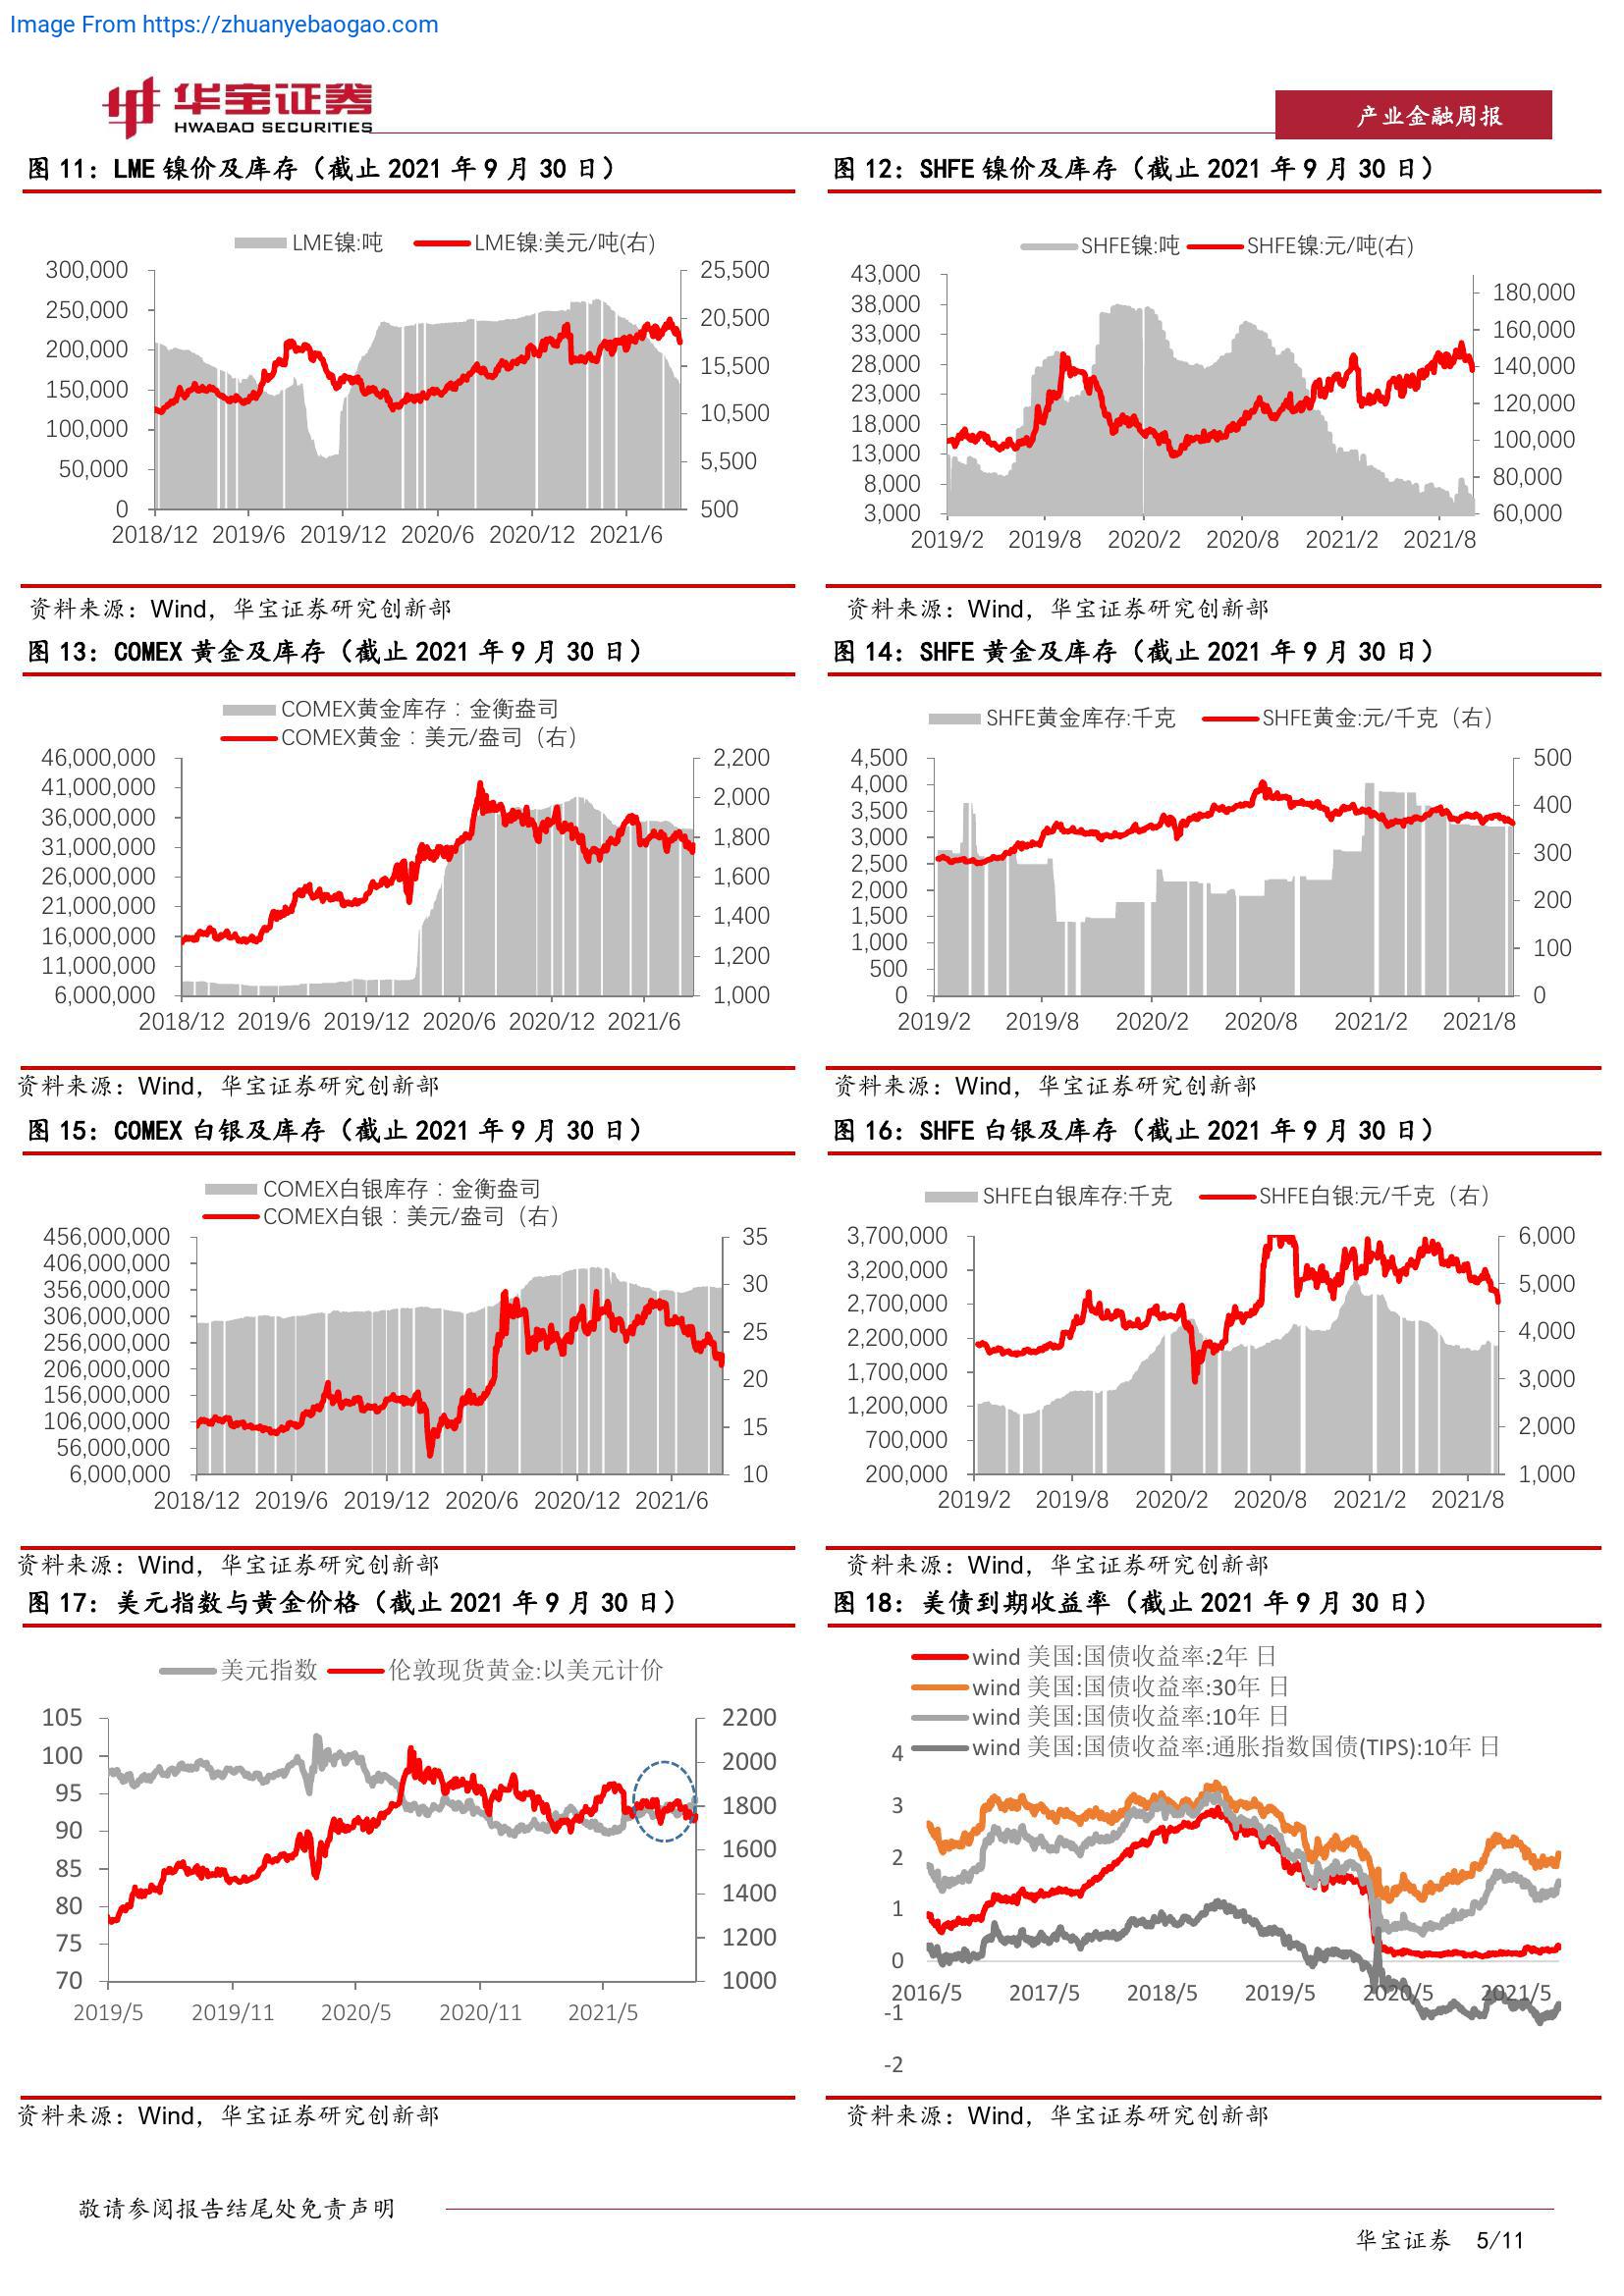 Image From https://zhuanyebaogao.com
华宝证券
HWABAO SECURITIES
产业金融周报
图 11：LME 镍价及库存（截止 2021 年 9 月 30 日）
LME镍:吨 LME镍:美元/吨(右)
300,000
250,000
200,000
150,000
100,000
50,000
0
25,500
20,500
15,500
10,500
5,500
500
2018/12 2019/6 2019/12 2020/6 2020/12 2021/6
资料来源：Wind，华宝证券研究创新部
图 12：SHFE 镍价及库存（截止 2021 年 9 月 30 日）
SHFE镍:吨 SHFE镍:元/吨(右)
43,000
38,000
33,000
28,000
23,000
18,000
13,000
8,000
3,000
180,000
160,000
140,000
120,000
100,000
80,000
60,000
2019/2 2019/8 2020/2 2020/8 2021/2 2021/8
资料来源：Wind，华宝证券研究创新部
图 13：COMEX 黄金及库存（截止 2021 年 9 月 30 日）
COMEX黄金库存：金衡盎司
COMEX黄金：美元/盎司（右）
46,000,000
41,000,000
36,000,000
31,000,000
26,000,000
21,000,000
16,000,000
11,000,000
6,000,000
2,200
2,000
1,800
1,600
1,400
1,200
1,000
2018/12 2019/6 2019/12 2020/6 2020/12 2021/6
资料来源：Wind，华宝证券研究创新部
图 14：SHFE 黄金及库存（截止 2021 年 9 月 30 日）
SHFE黄金库存:千克 SHFE黄金:元/千克（右）
4,500
4,000
3,500
3,000
2,500
2,000
1,500
1,000
500
0
500
400
300
200
100
0
2019/2 2019/8 2020/2 2020/8 2021/2 2021/8
资料来源：Wind，华宝证券研究创新部
图 15：COMEX 白银及库存（截止 2021 年 9 月 30 日）
COMEX白银库存：金衡盎司
COMEX白银：美元/盎司（右）
456,000,000
406,000,000
356,000,000
306,000,000
256,000,000
206,000,000
156,000,000
106,000,000
56,000,000
6,000,000
35
30
25
20
15
10
2018/12 2019/6 2019/12 2020/6 2020/12 2021/6
资料来源：Wind，华宝证券研究创新部
图 16：SHFE 白银及库存（截止 2021 年 9 月 30 日）
SHFE白银库存:千克 SHFE白银:元/千克（右）
3,700,000
3,200,000
2,700,000
2,200,000
1,700,000
1,200,000
700,000
200,000
6,000
5,000
4,000
3,000
2,000
1,000
2019/2 2019/8 2020/2 2020/8 2021/2 2021/8
资料来源：Wind，华宝证券研究创新部
图 17：美元指数与黄金价格（截止 2021 年 9 月 30 日）
美元指数 伦敦现货黄金:以美元计价
105
100
95
90
85
80
75
70
2200
2000
1800
1600
1400
1200
1000
2019/5 2019/11 2020/5 2020/11 2021/5
资料来源：Wind，华宝证券研究创新部
图 18：美债到期收益率（截止 2021 年 9 月 30 日）
wind 美国:国债收益率:2年 日
wind 美国:国债收益率:30年 日
wind 美国:国债收益率:10年 日
wind 美国:国债收益率:通胀指数国债(TIPS):10年 日
4
3
2
1
0
-1
-2
2016/5 2017/5 2018/5 2019/5 2020/5 2021/5
资料来源：Wind，华宝证券研究创新部
敬请参阅报告结尾处免责声明
华宝证券 5/11